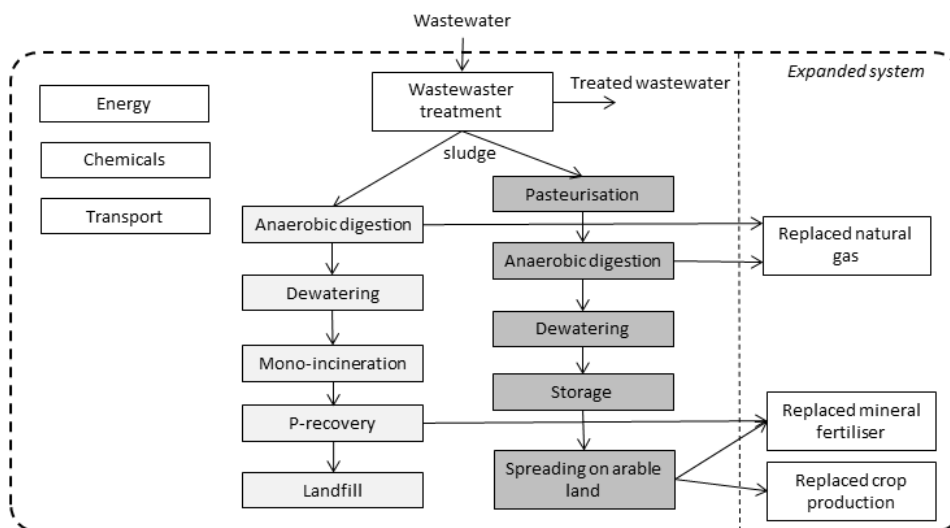 Wastewater
Expanded system
Wastewaster
treatment
Treated wastewater
Energy
Chemicals
Transport
sludge
Pasteurisation
Anaerobic digestion
Replaced natural
gas
Anaerobic digestion
Dewatering
Dewatering
Mono-incineration
Storage
P-recovery
Replaced mineral
fertiliser
Spreading on arable
land
Landfill
Replaced crop
production